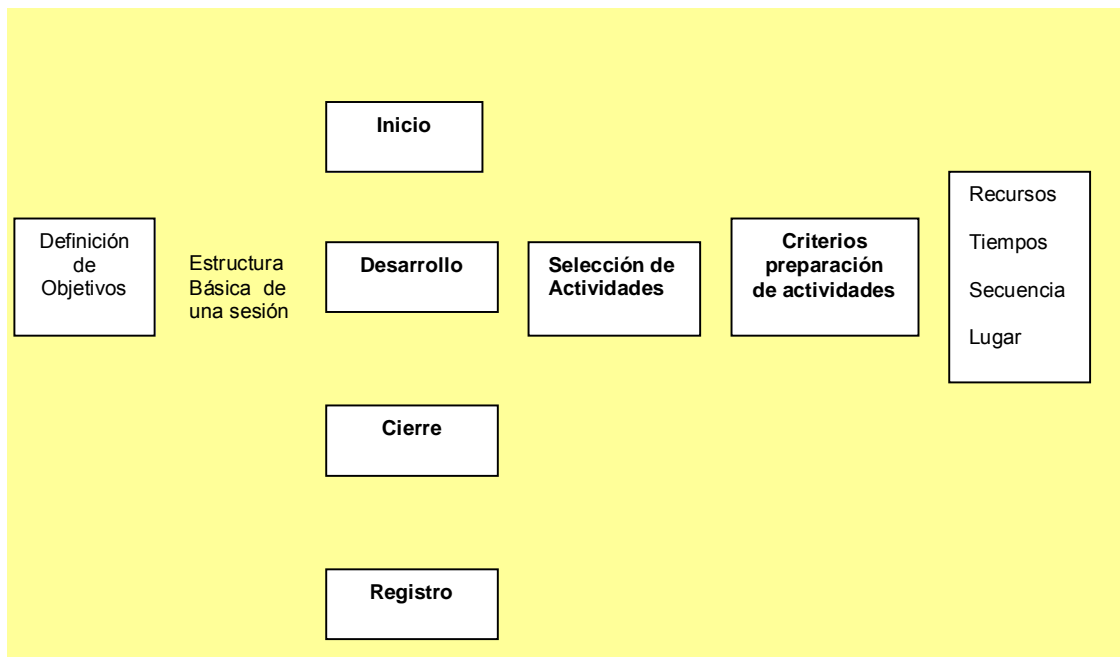 Definición
de
Objetivos
Estructura
Básica de
una sesión
Inicio
Desarrollo
Cierre
Registro
Selección de
Actividades
Criterios
preparación
de actividades
Recursos
Tiempos
Secuencia
Lugar